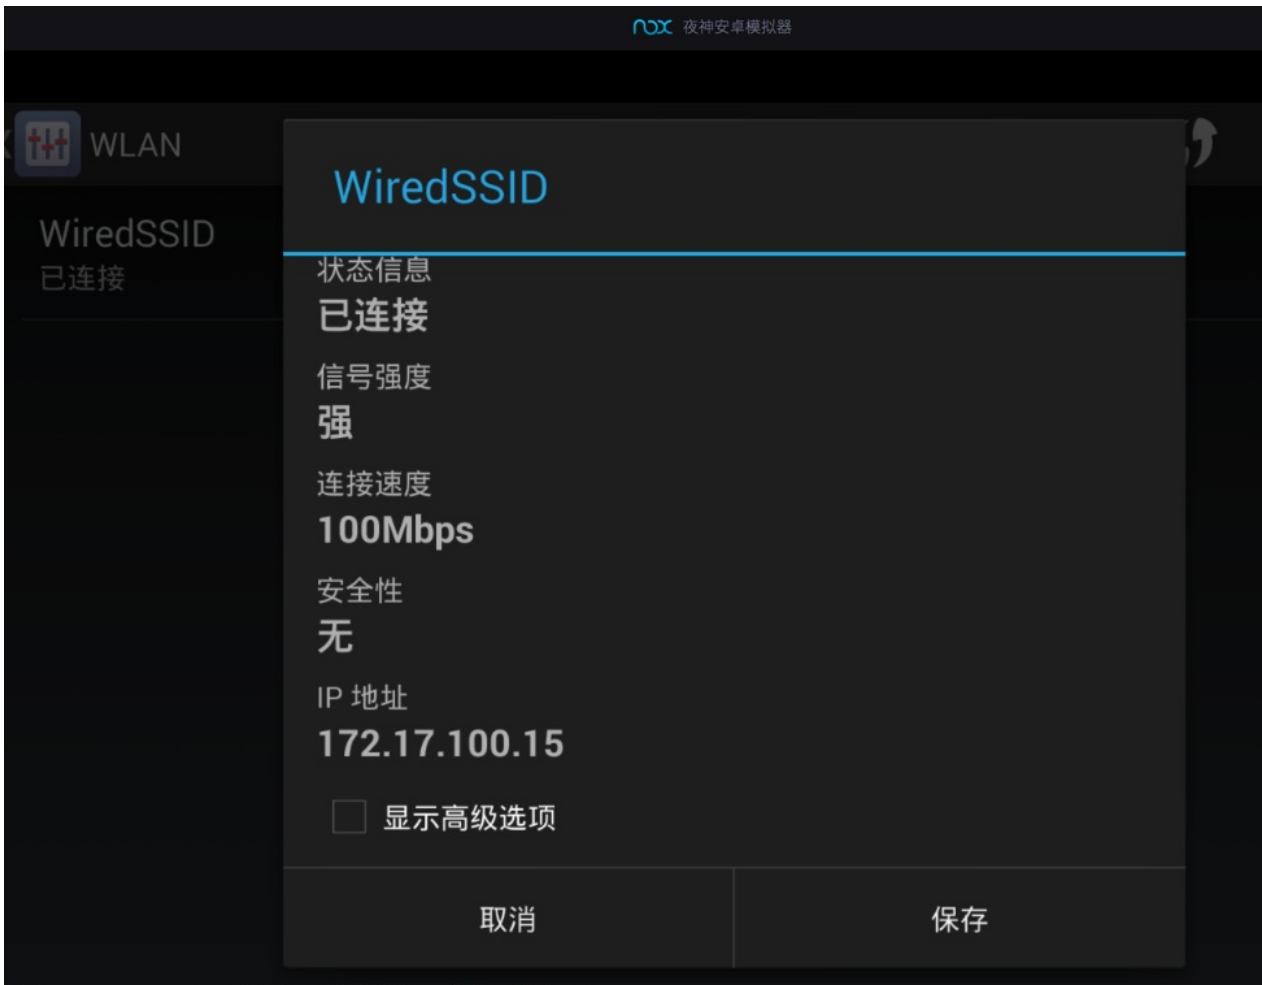 nox 夜神安卓模拟器
WLAN
WiredSSID
已连接
WiredSSID
状态信息
已连接
信号强度
强
连接速度
100Mbps
安全性
无
IP 地址
172.17.100.15
显示高级选项
取消
保存